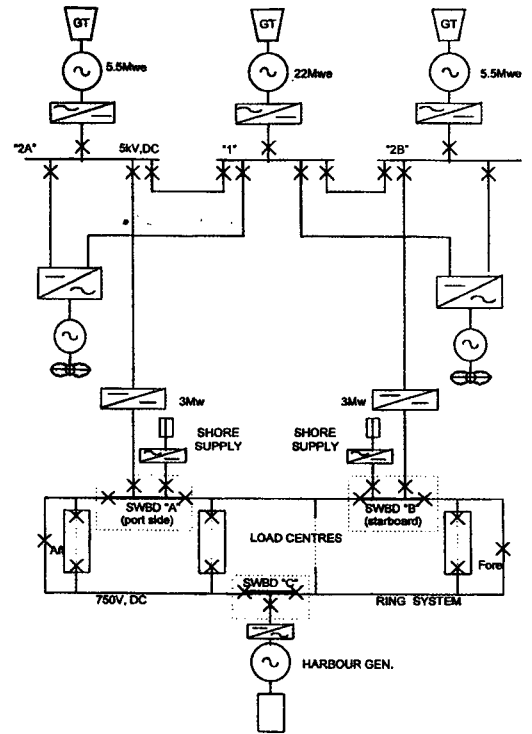 GT
GT
GT
5.5Mwe
22Mwe
5.5Mwe
"2A"
5kV,DC
"1"
"2B"
3Mw
3Mw
SHORE
SUPPLY
SHORE
SUPPLY
SWBD "A"
(port side)
SWBD "B"
(starboard)
LOAD CENTRES
Aft
Fore
SWBD "C"
750V, DC
RING SYSTEM
HARBOUR GEN.